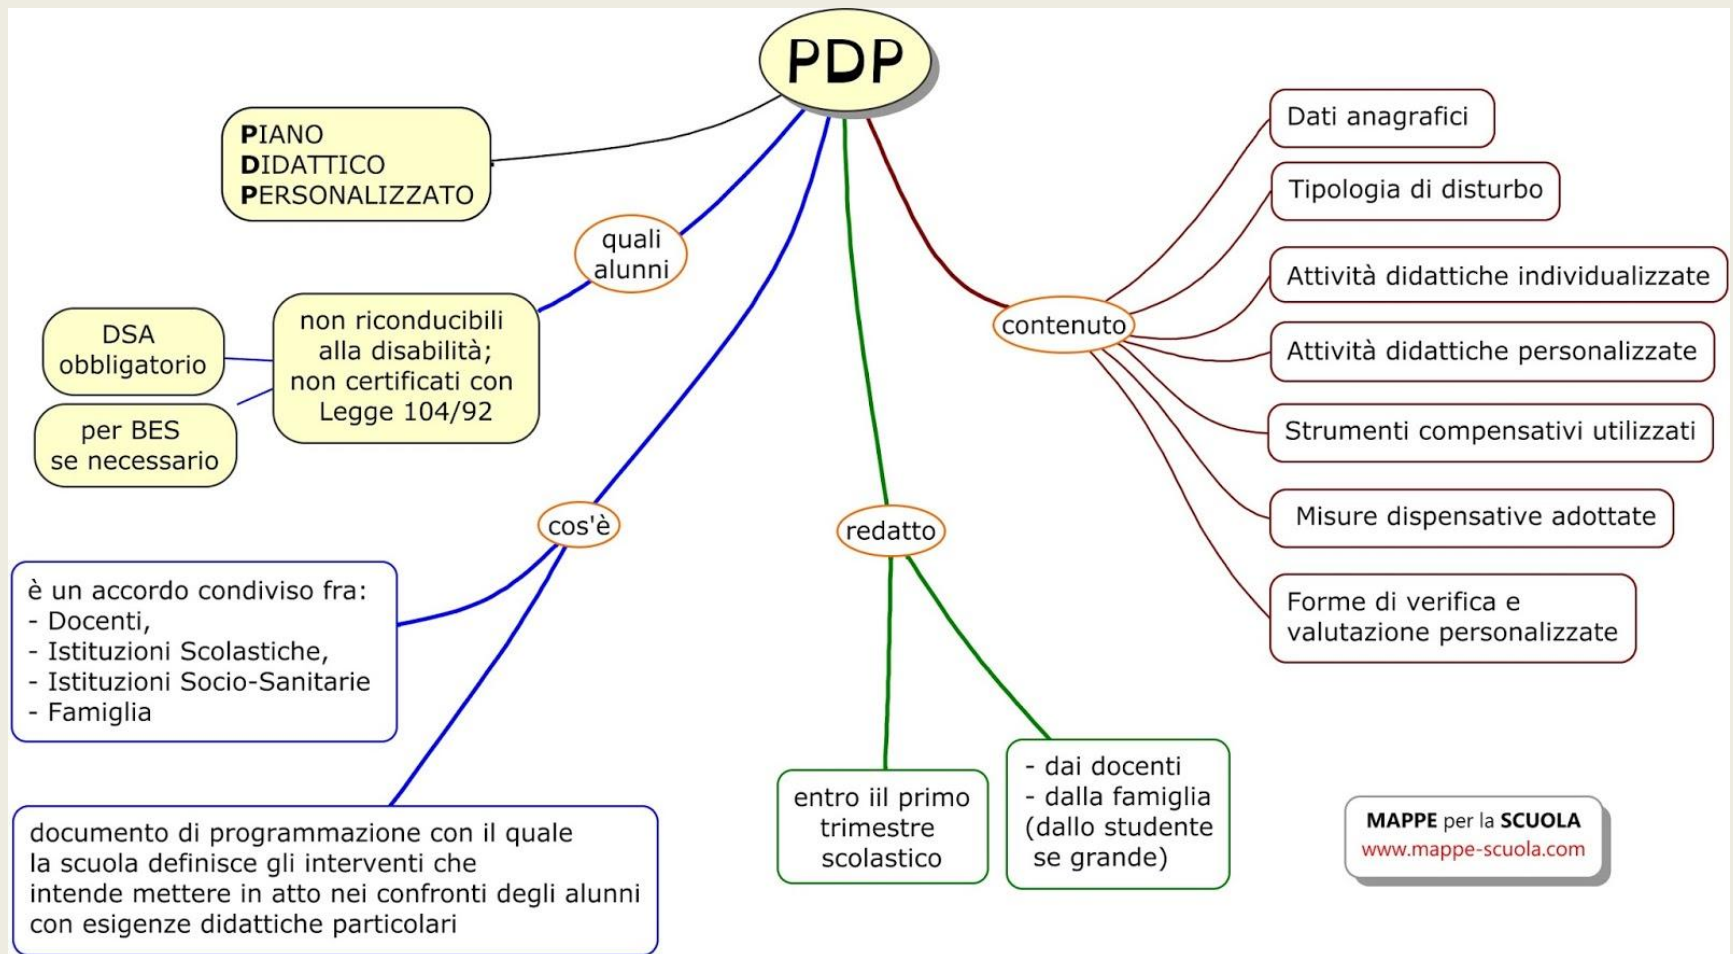 PDP
PIANO
DIDATTICO
PERSONALIZZATO
quali
alunni
non riconducibili
alla disabilità;
non certificati con
Legge 104/92
DSA
obbligatorio
per BES
se necessario
cos'è
è un accordo condiviso fra:
- Docenti,
- Istituzioni Scolastiche,
- Istituzioni Socio-Sanitarie
- Famiglia
documento di programmazione con il quale
la scuola definisce gli interventi che
intende mettere in atto nei confronti degli alunni
con esigenze didattiche particolari
redatto
entro iil primo
trimestre
scolastico
- dai docenti
- dalla famiglia
(dallo studente
se grande)
contenuto
Dati anagrafici
Tipologia di disturbo
Attività didattiche individualizzate
Attività didattiche personalizzate
Strumenti compensativi utilizzati
Misure dispensative adottate
Forme di verifica e
valutazione personalizzate
MAPPE per la SCUOLA
www.mappe-scuola.com